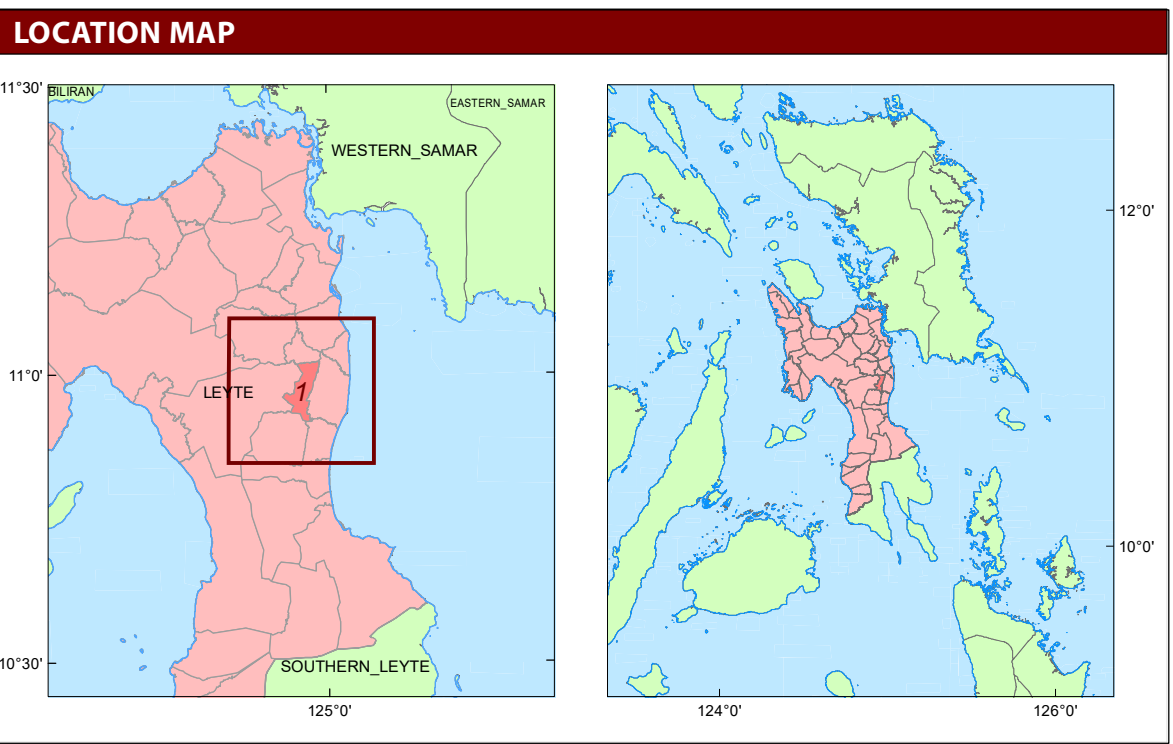 LOCATION MAP
11°30'
BILIRAN
EASTERN_SAMAR
WESTERN_SAMAR
12°0'
11°0'
LEYTE
1
10°0'
10°30'
SOUTHERN_LEYTE
125°0'
124°0'
126°0'